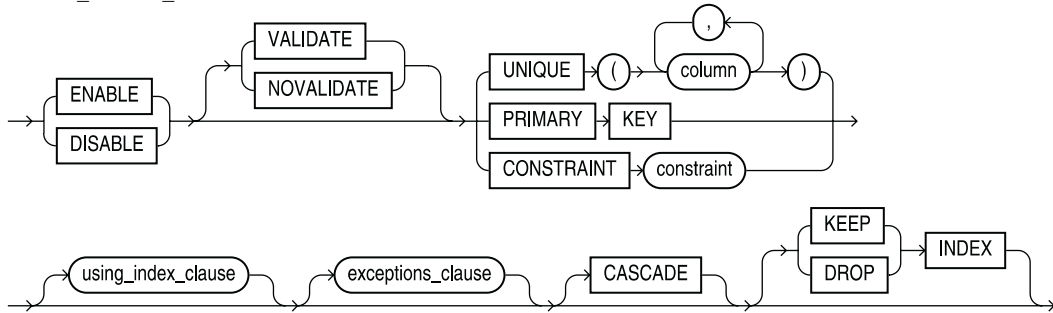 VALIDATE
NOVALIDATE
ENABLE
DISABLE
,
UNIQUE ( column )
PRIMARY KEY
CONSTRAINT constraint
using_index_clause exceptions_clause CASCADE
KEEP
DROP
INDEX